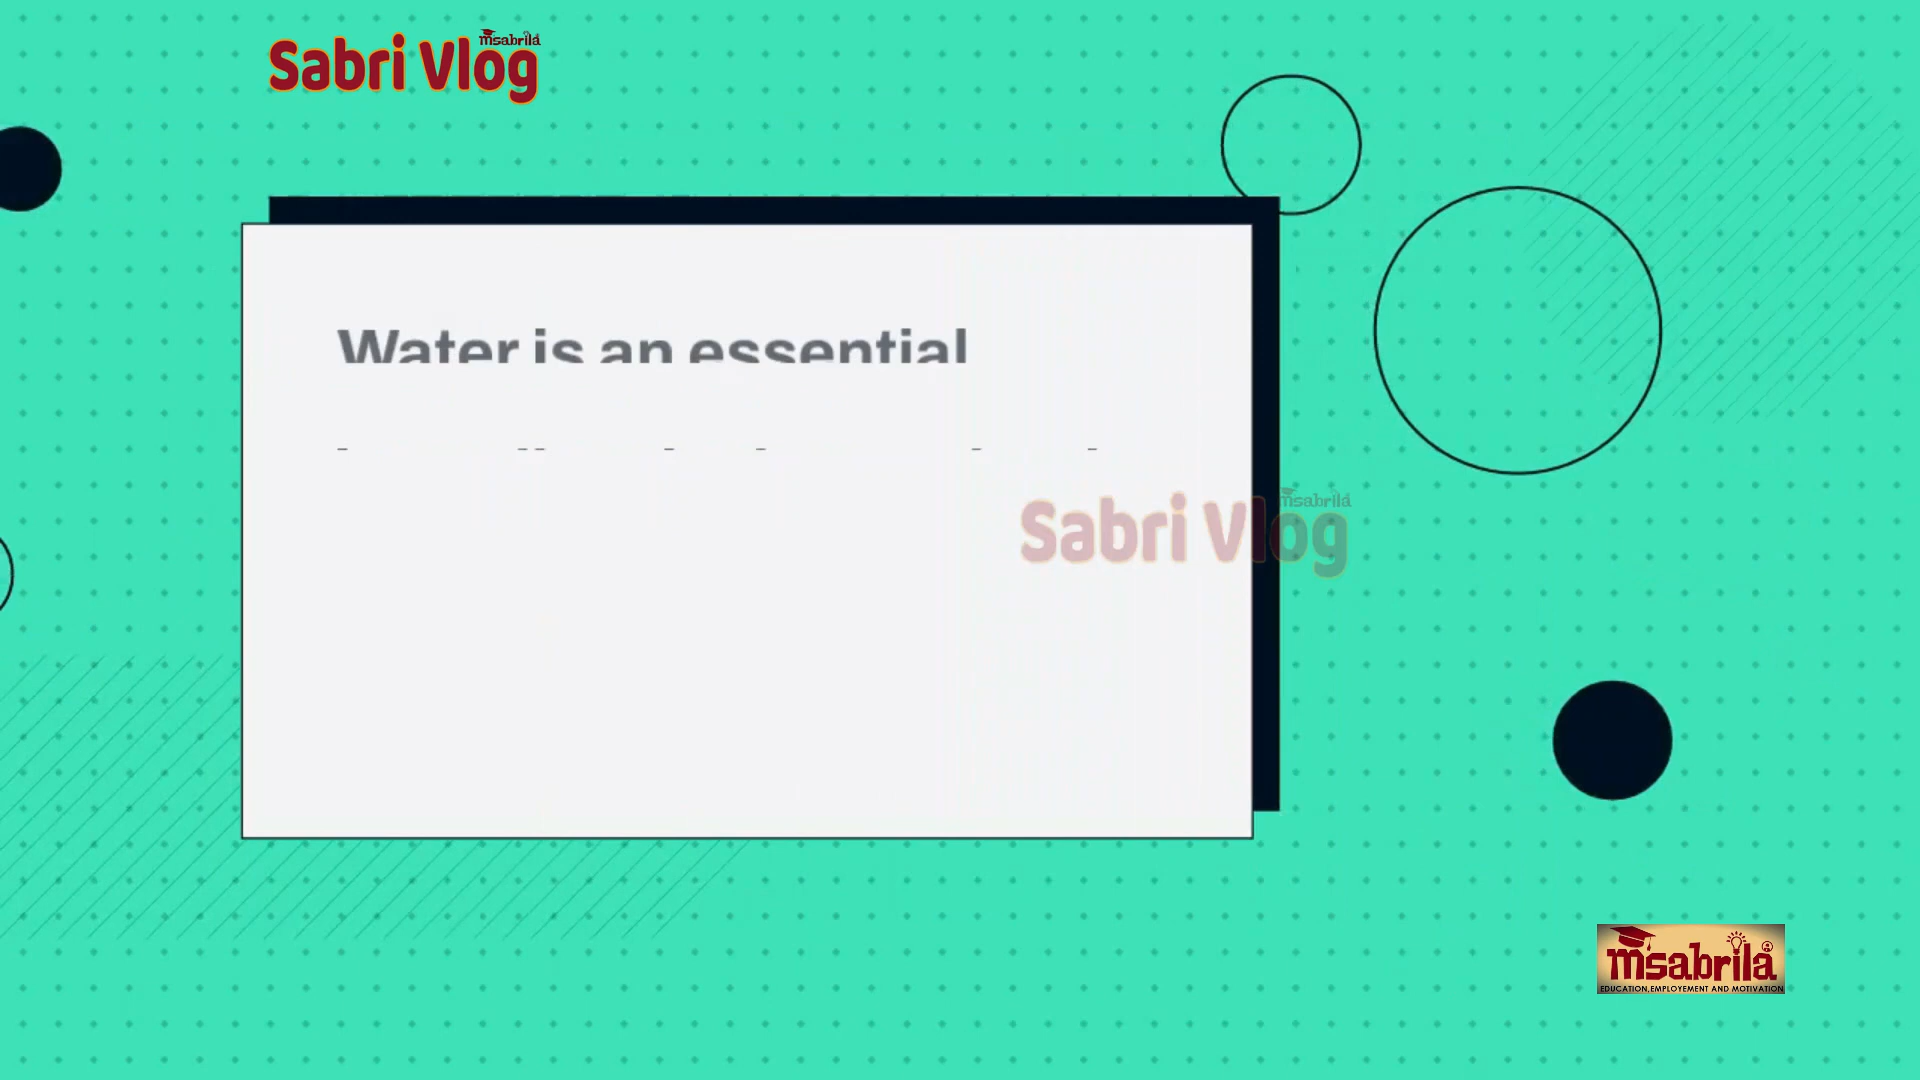 msabrila
Sabri Vlog
Water is an essential
msabrila
Sabri Vlog
msabrila
EDUCATION,EMPLOYEMENT AND MOTIVATION